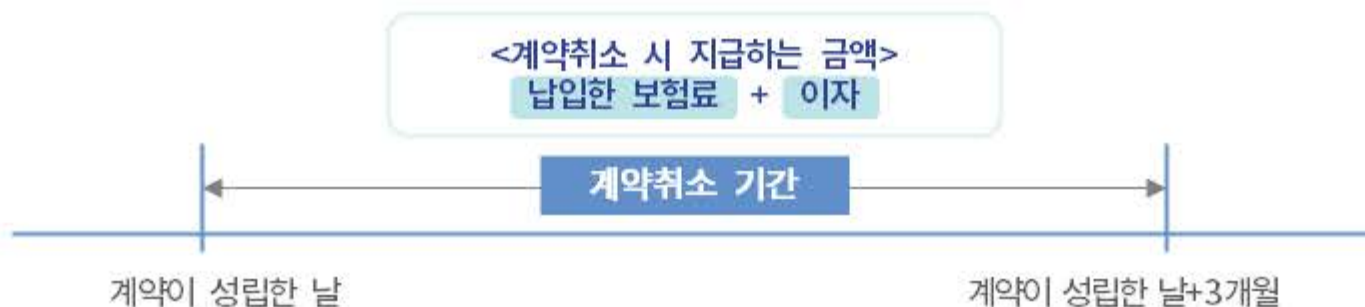 <계약취소 시 지급하는 금액>
납입한 보험료 + 이자
계약취소 기간
계약이 성립한 날
계약이 성립한 날+3개월